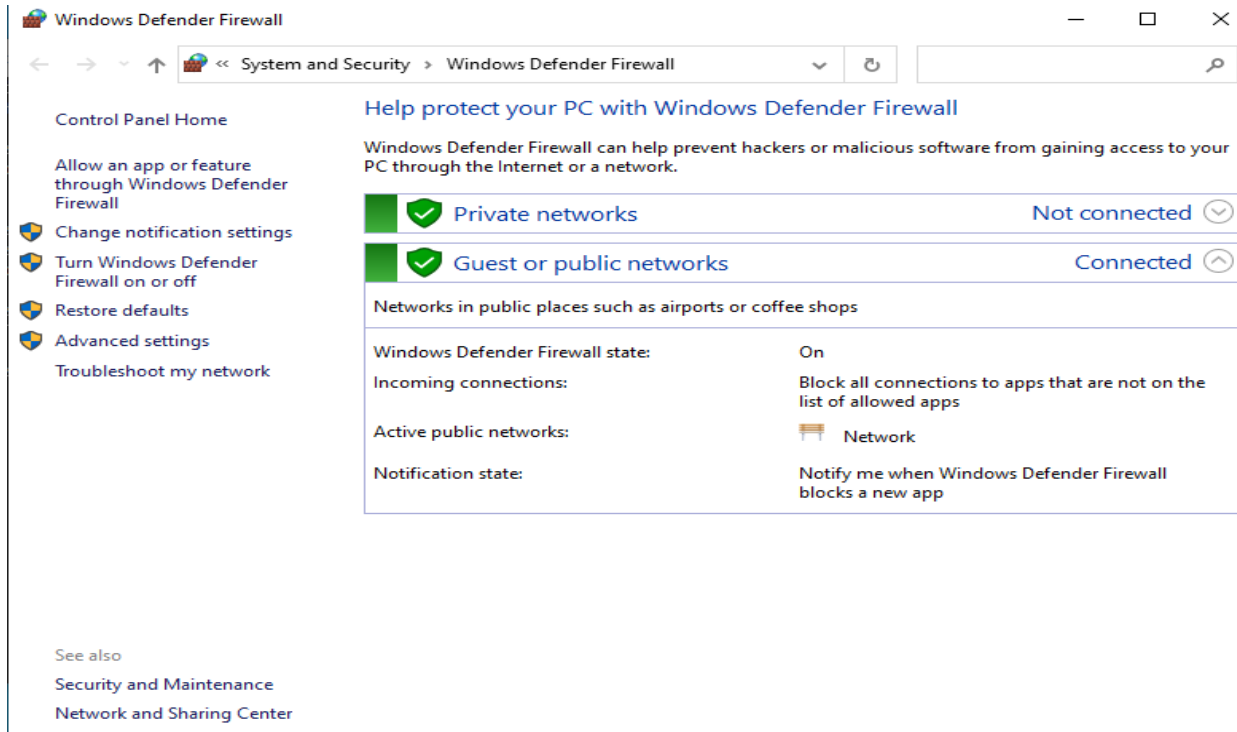 Windows Defender Firewall
« System and Security › Windows Defender Firewall
Control Panel Home
Allow an app or feature
through Windows Defender
Firewall
Change notification settings
Turn Windows Defender
Firewall on or off
Restore defaults
Advanced settings
Troubleshoot my network
See also
Security and Maintenance
Network and Sharing Center
Help protect your PC with Windows Defender Firewall
Windows Defender Firewall can help prevent hackers or malicious software from gaining access to your
PC through the Internet or a network.
Private networks Not connected
Guest or public networks Connected
Networks in public places such as airports or coffee shops
Windows Defender Firewall state: On
Incoming connections: Block all connections to apps that are not on the
list of allowed apps
Active public networks: Network
Notification state: Notify me when Windows Defender Firewall
blocks a new app